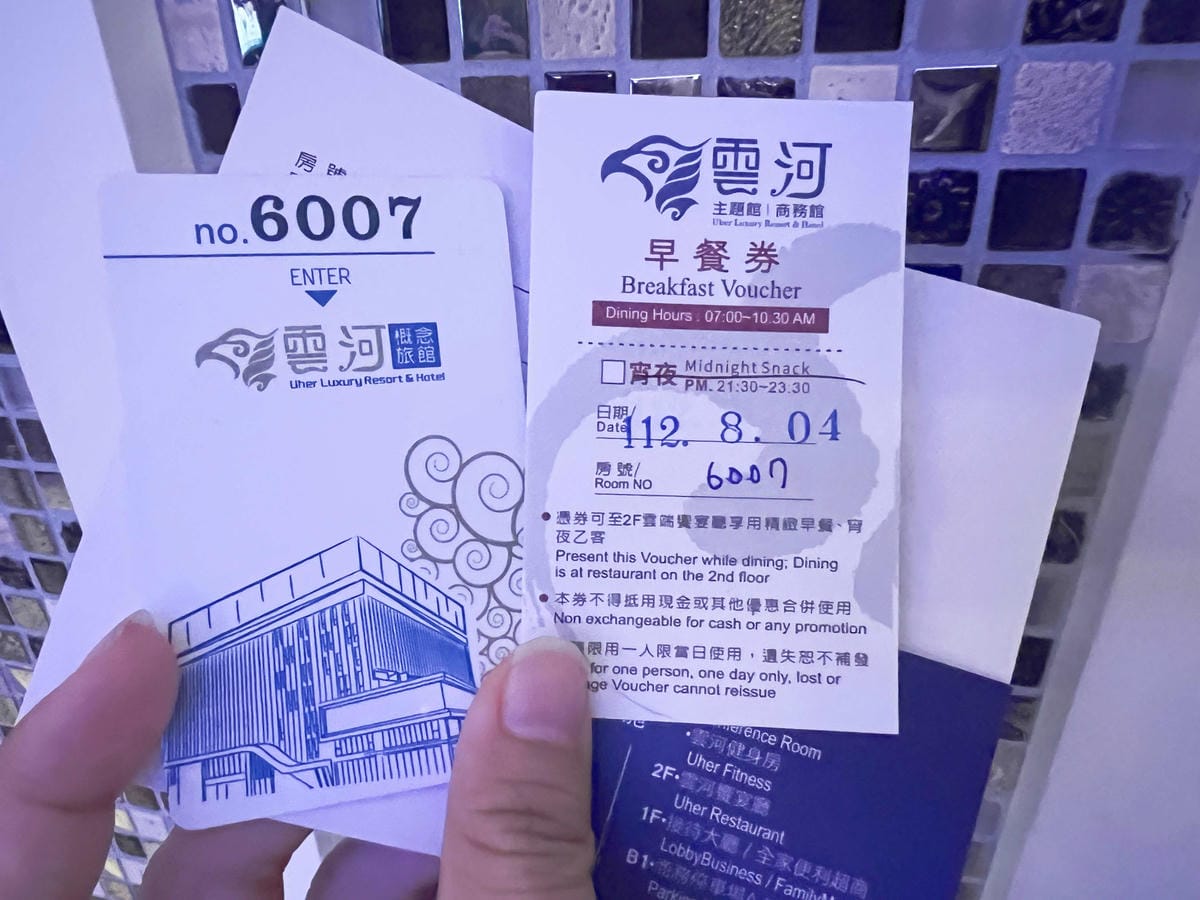 房號
no.6007
ENTER
雲河 概念旅館
Uher Luxury Resort & Hotel
雲河
主題館 | 商務館
Uher Luxury Resort & Hotel
早餐券
Breakfast Voucher
Dining Hours : 07:00~10:30 AM
宵夜 Midnight Snack
PM. 21:30~23:30
日期/
Date 112. 8. 04
房號/
Room NO 6007
憑券可至2F雲端饗宴廳享用精緻早餐、宵
夜乙客
Present this Voucher while dining; Dining
is at restaurant on the 2nd floor
本券不得抵用現金或其他優惠合併使用
Non exchangeable for cash or any promotion
限用一人限當日使用，遺失恕不補發
for one person, one day only, lost or
Voucher cannot reissue
Room
•雲河健身房
Uher Fitness
2F•雲河饗宴廳
Uher Restaurant
1F•接待大廳 / 全家便利超商
LobbyBusiness /
B1•